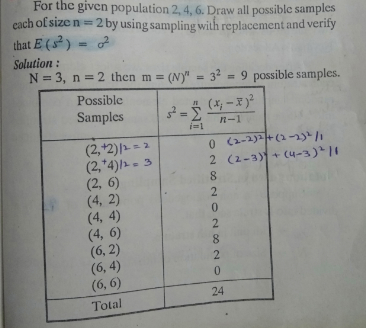 For the given population 2, 4, 6. Draw all possible samples
each of size n = 2 by using sampling with replacement and verify
that E (s²) = σ²
Solution :
N = 3, n = 2 then m = (N)ⁿ = 3² = 9 possible samples.
Possible Samples s² = n Σ i=1 (xᵢ – x̄)² / n–1
(2,+2)/2 = 2 0 (2-2)²+(2-2)²/1
(2,+4)/2 = 3 2 (2-3)² + (4-3)²/1
(2, 6) 8
(4, 2) 2
(4, 4) 0
(4, 6) 2
(6, 2) 8
(6, 4) 2
(6, 6) 0
Total 24